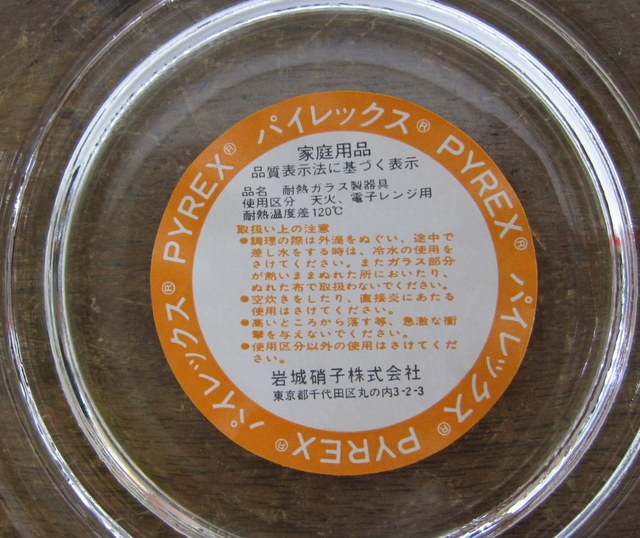 パイレックス® PYREX® パイレックス® PYREX® パイレックス® PYREX®
家庭用品
品質表示法に基づく表示
品名 耐熱ガラス製器具
使用区分 天火、電子レンジ用
耐熱温度差120℃
取扱い上の注意
●調理の際は外滴をぬぐい、途中で
差し水をする時は、冷水の使用を
さけてください。またガラス部分
が熱いままぬれた所においたり、
ぬれた布で取扱わないでください。
●空炊きをしたり、直接炎にあたる
使用はさけてください。
●高いところから落す等、急激な衝
撃を与えないでください。
●使用区分以外の使用はさけてくだ
さい。
岩城硝子株式会社
東京都千代田区丸の内3-2-3